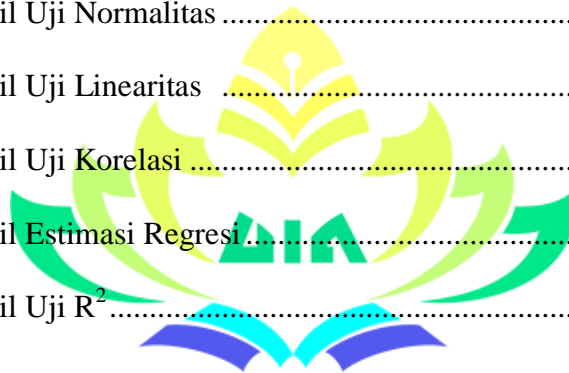 il Uji Normalitas ........................................
il Uji Linearitas ........................................
il Uji Korelasi ...........................................
il Estimasi Regresi ....................................
il Uji R² ....................................................